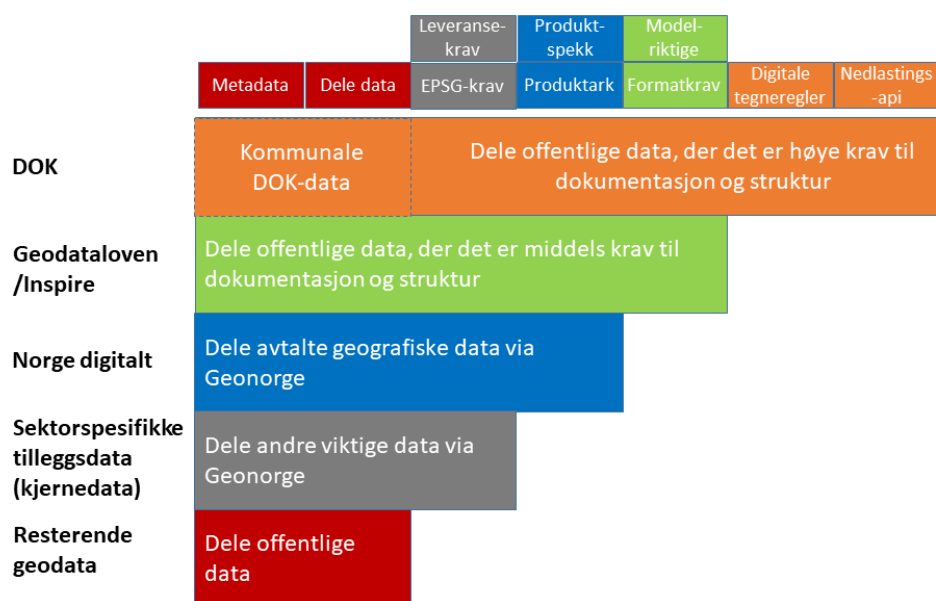 Leveranse-
krav
Produkt-
spekk
Modell-
riktige
Metadata
Dele data
EPSG-krav
Produktark
Formatkrav
Digitale
tegneregler
Nedlastings
-api
DOK
Kommunale
DOK-data
Dele offentlige data, der det er høye krav til
dokumentasjon og struktur
Geodataloven
/Inspire
Dele offentlige data, der det er middels krav til
dokumentasjon og struktur
Norge digitalt
Dele avtalte geografiske data via
Geonorge
Sektorspesifikke
tilleggsdata
(kjernedata)
Dele andre viktige data via
Geonorge
Resterende
geodata
Dele offentlige
data